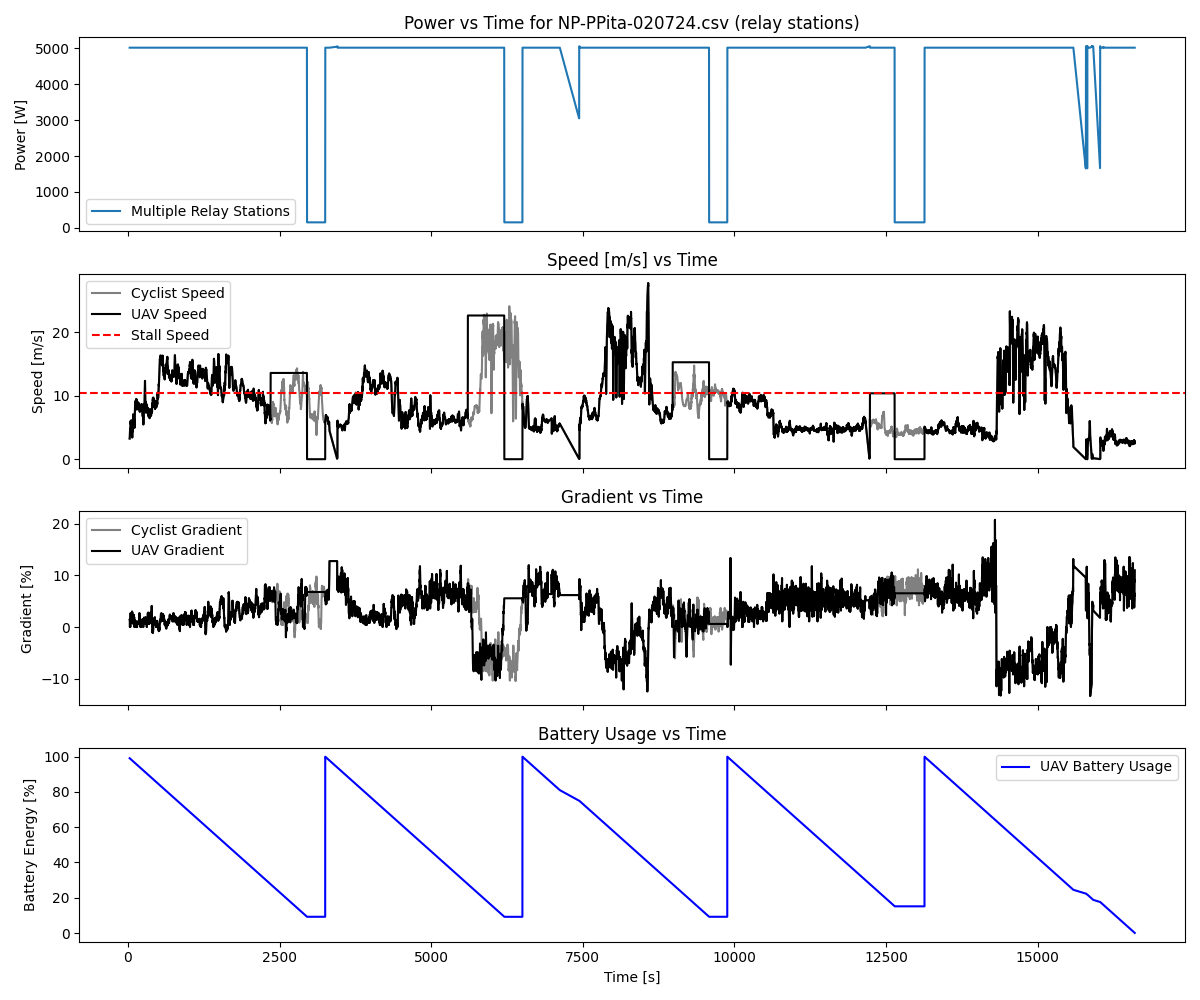 Power vs Time for NP-PPita-020724.csv (relay stations)
5000
4000
3000
2000
1000
0
Power [W]
Multiple Relay Stations
Speed [m/s] vs Time
20
10
0
Speed [m/s]
Cyclist Speed
UAV Speed
Stall Speed
Gradient vs Time
20
10
0
−10
Gradient [%]
Cyclist Gradient
UAV Gradient
Battery Usage vs Time
100
80
60
40
20
0
Battery Energy [%]
UAV Battery Usage
0 2500 5000 7500 10000 12500 15000
Time [s]